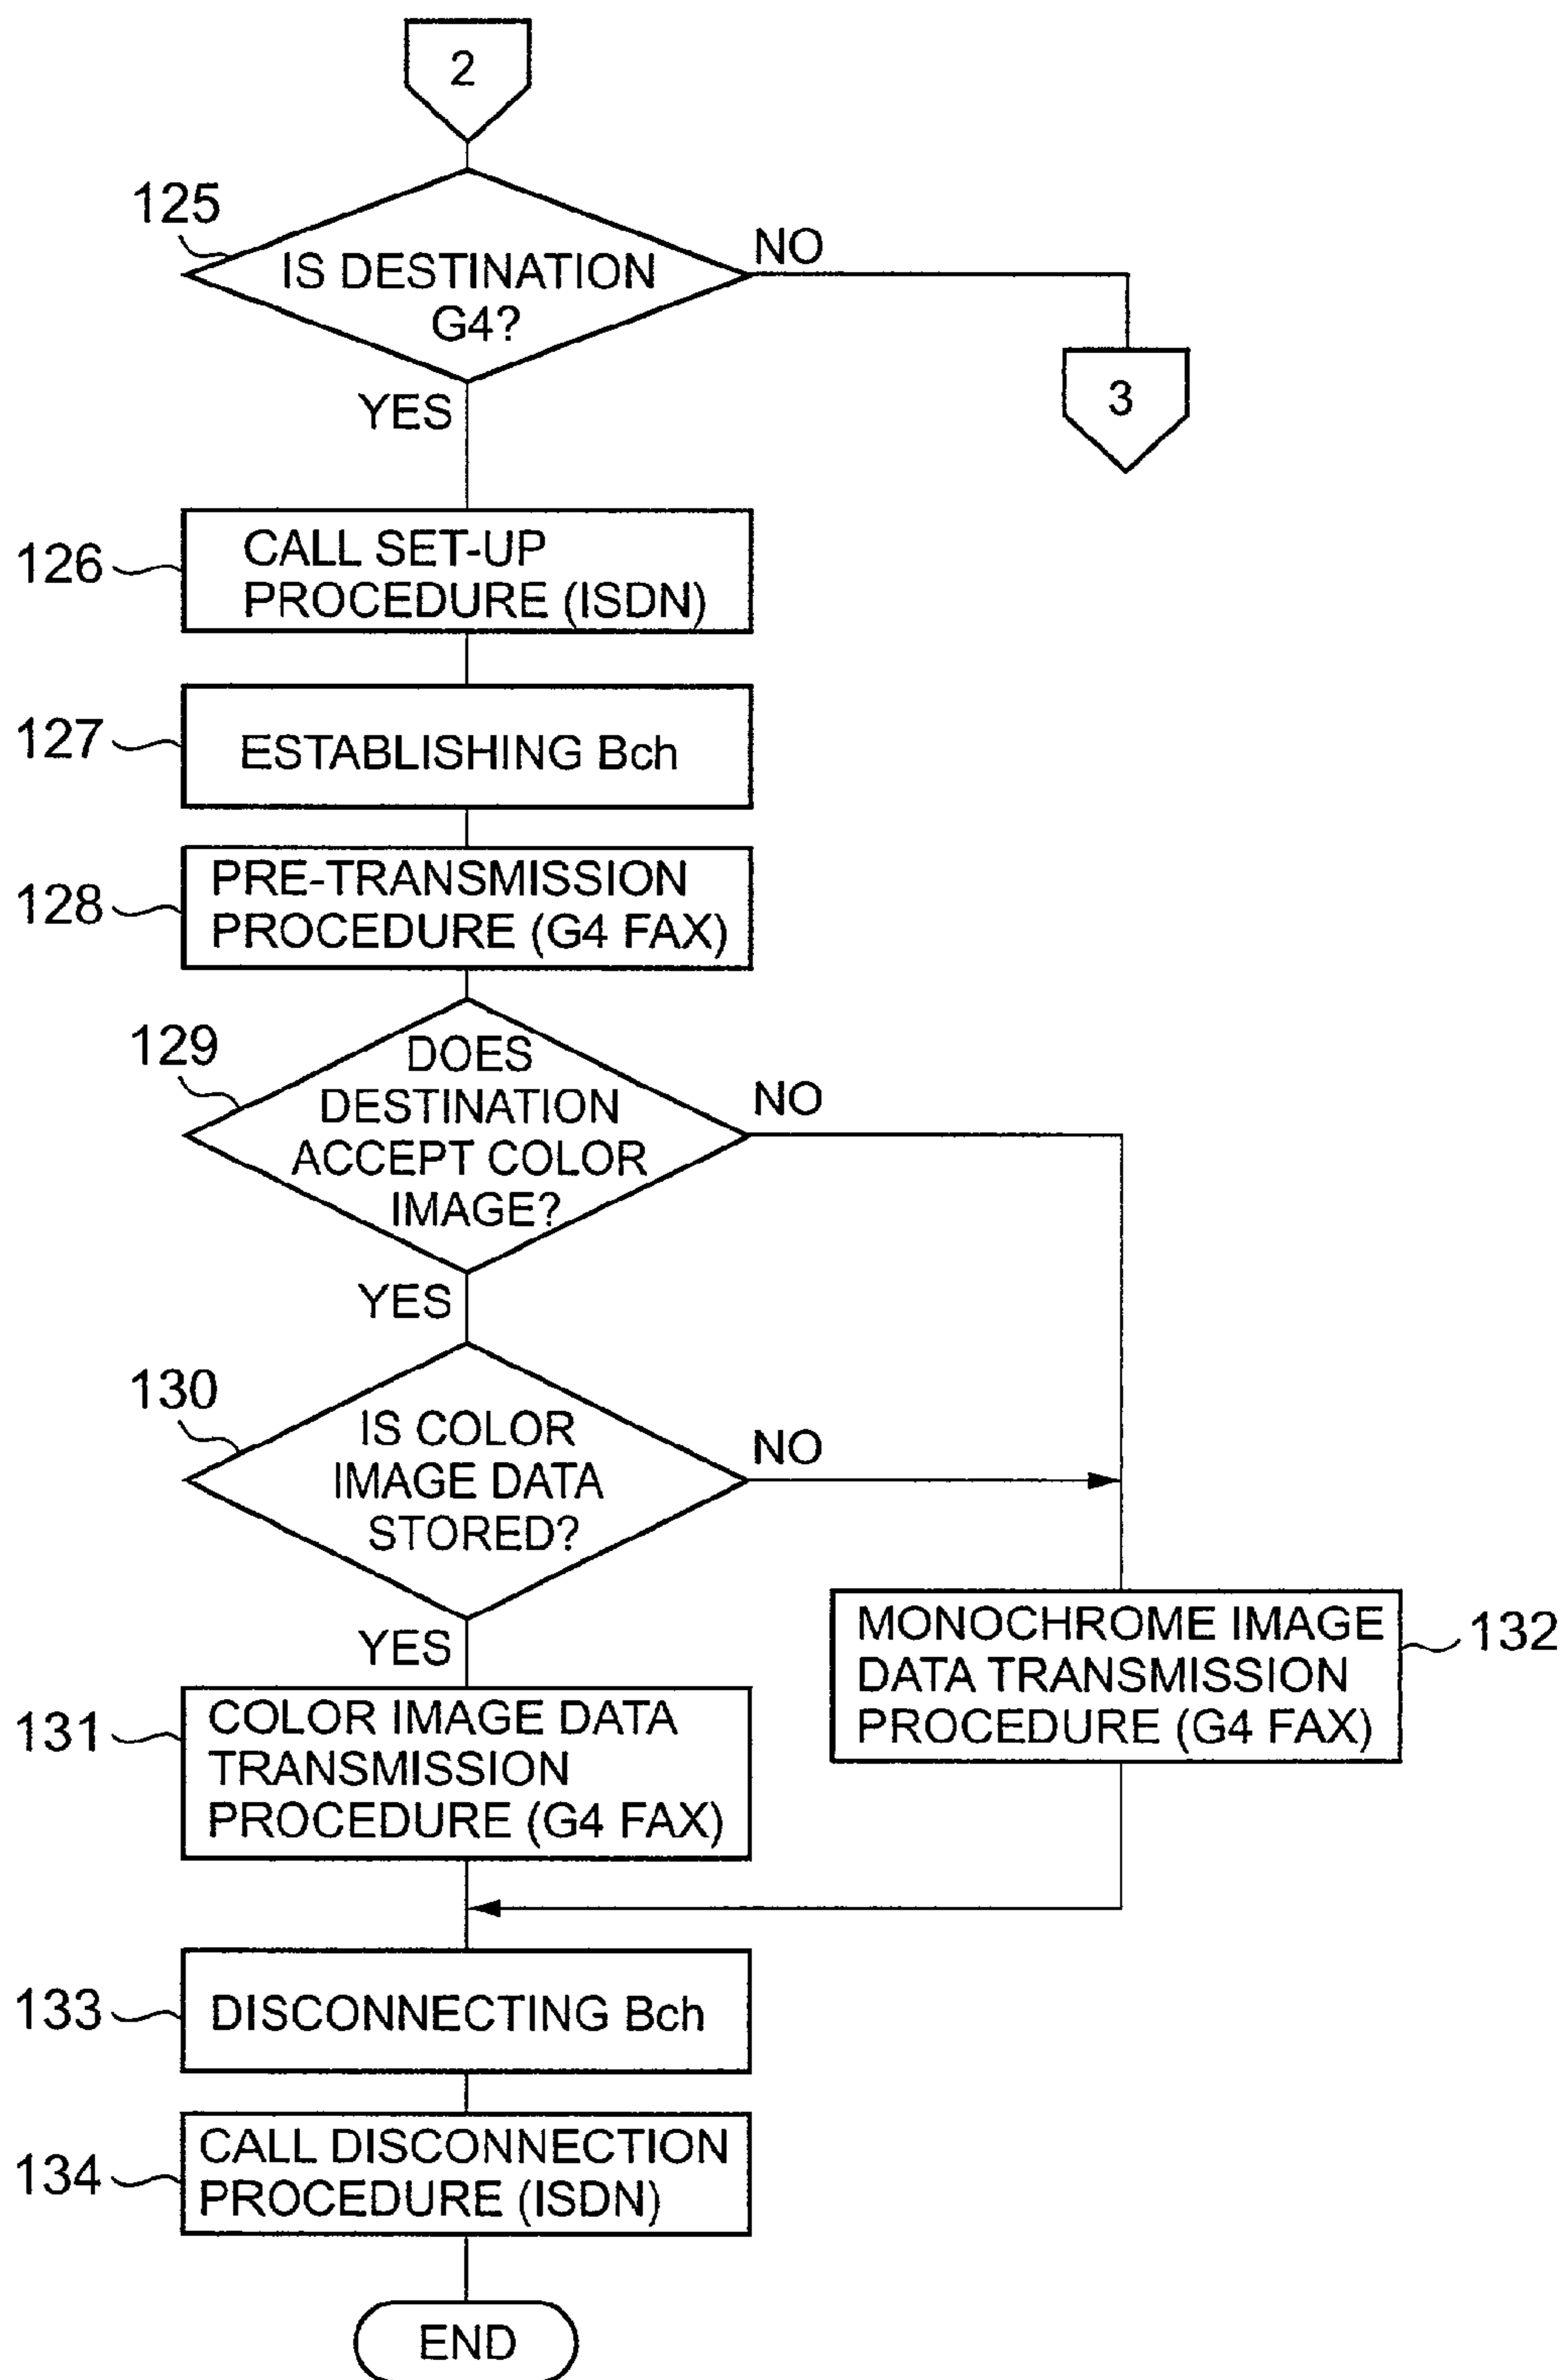 2
125
IS DESTINATION
G4?
NO
YES
3
126
CALL SET-UP
PROCEDURE (ISDN)
127
ESTABLISHING Bch
128
PRE-TRANSMISSION
PROCEDURE (G4 FAX)
129
DOES
DESTINATION
ACCEPT COLOR
IMAGE?
NO
YES
130
IS COLOR
IMAGE DATA
STORED?
NO
YES
131
COLOR IMAGE DATA
TRANSMISSION
PROCEDURE (G4 FAX)
MONOCHROME IMAGE
DATA TRANSMISSION
PROCEDURE (G4 FAX)
132
133
DISCONNECTING Bch
134
CALL DISCONNECTION
PROCEDURE (ISDN)
END